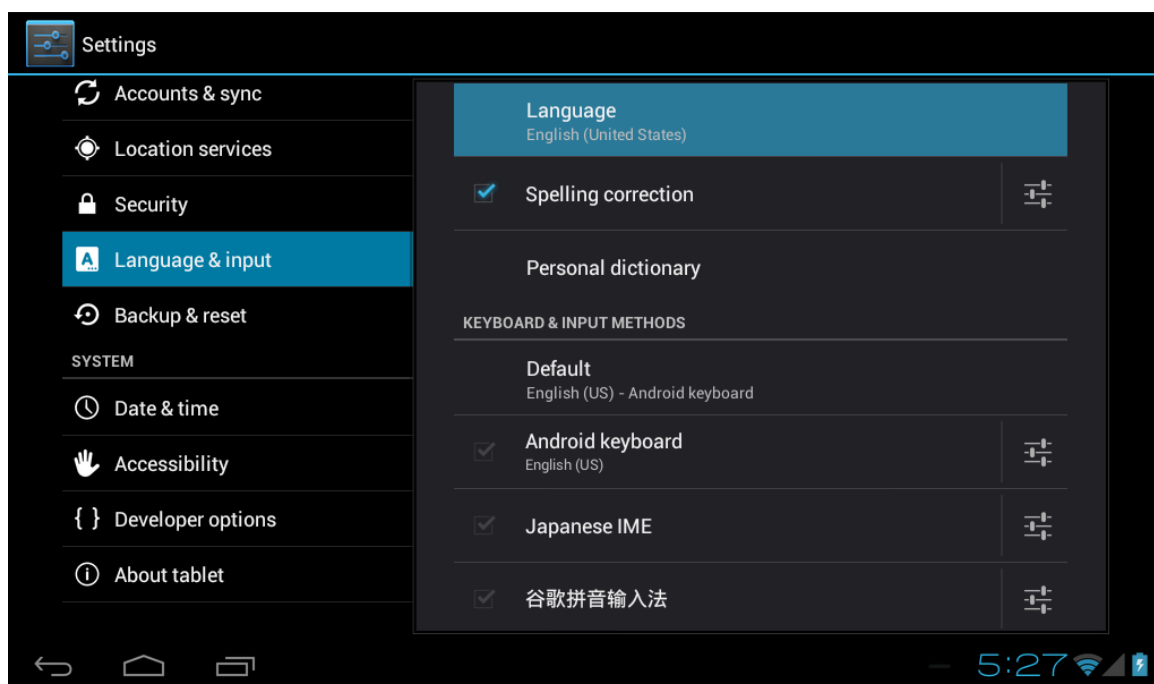 Settings
Accounts & sync
Location services
Security
Language & input
Backup & reset
SYSTEM
Date & time
Accessibility
{ } Developer options
About tablet
Language
English (United States)
Spelling correction
Personal dictionary
KEYBOARD & INPUT METHODS
Default
English (US) - Android keyboard
Android keyboard
English (US)
Japanese IME
谷歌拼音输入法
5:27